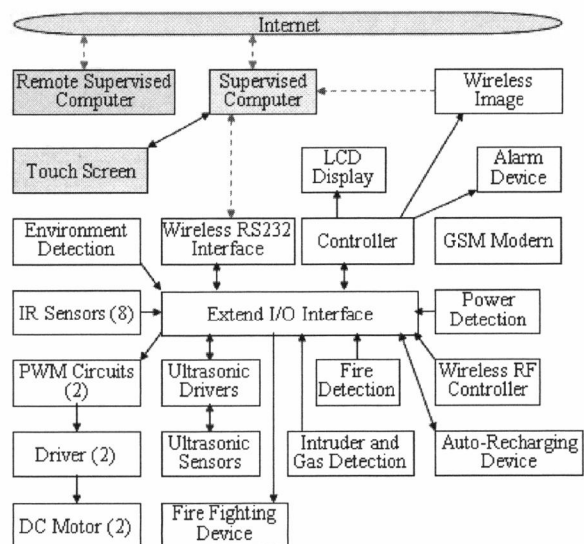 Internet
Remote Supervised
Computer
Supervised
Computer
Wireless
Image
Touch Screen
LCD
Display
Alarm
Device
Environment
Detection
Wireless RS232
Interface
Controller
GSM Modern
IR Sensors (8)
Extend I/O Interface
Power
Detection
PWM Circuits
(2)
Ultrasonic
Drivers
Fire
Detection
Wireless RF
Controller
Driver (2)
Ultrasonic
Sensors
Intruder and
Gas Detection
Auto-Recharging
Device
DC Motor (2)
Fire Fighting
Device